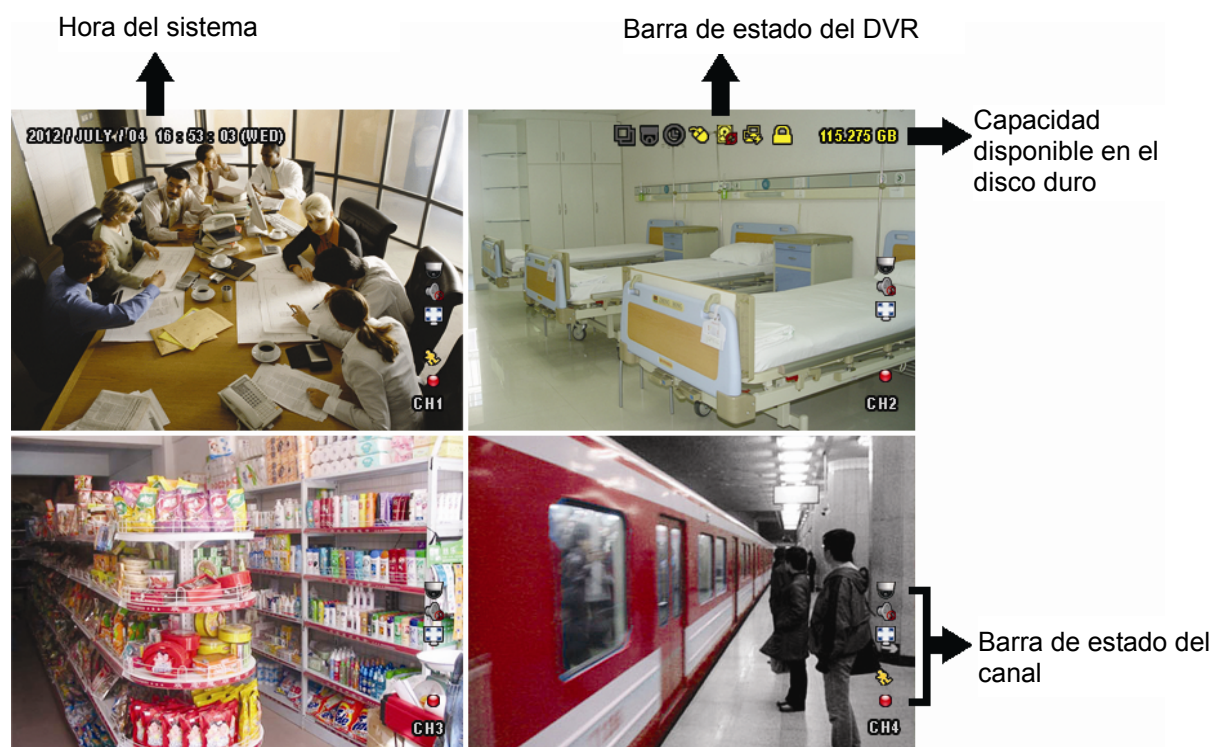 Hora del sistema
Barra de estado del DVR
2012 / JULY / 04 16 : 53 : 03 (WED)
115.275 GB
Capacidad
disponible en el
disco duro
CH1
CH2
CH3
CH4
Barra de estado del
canal